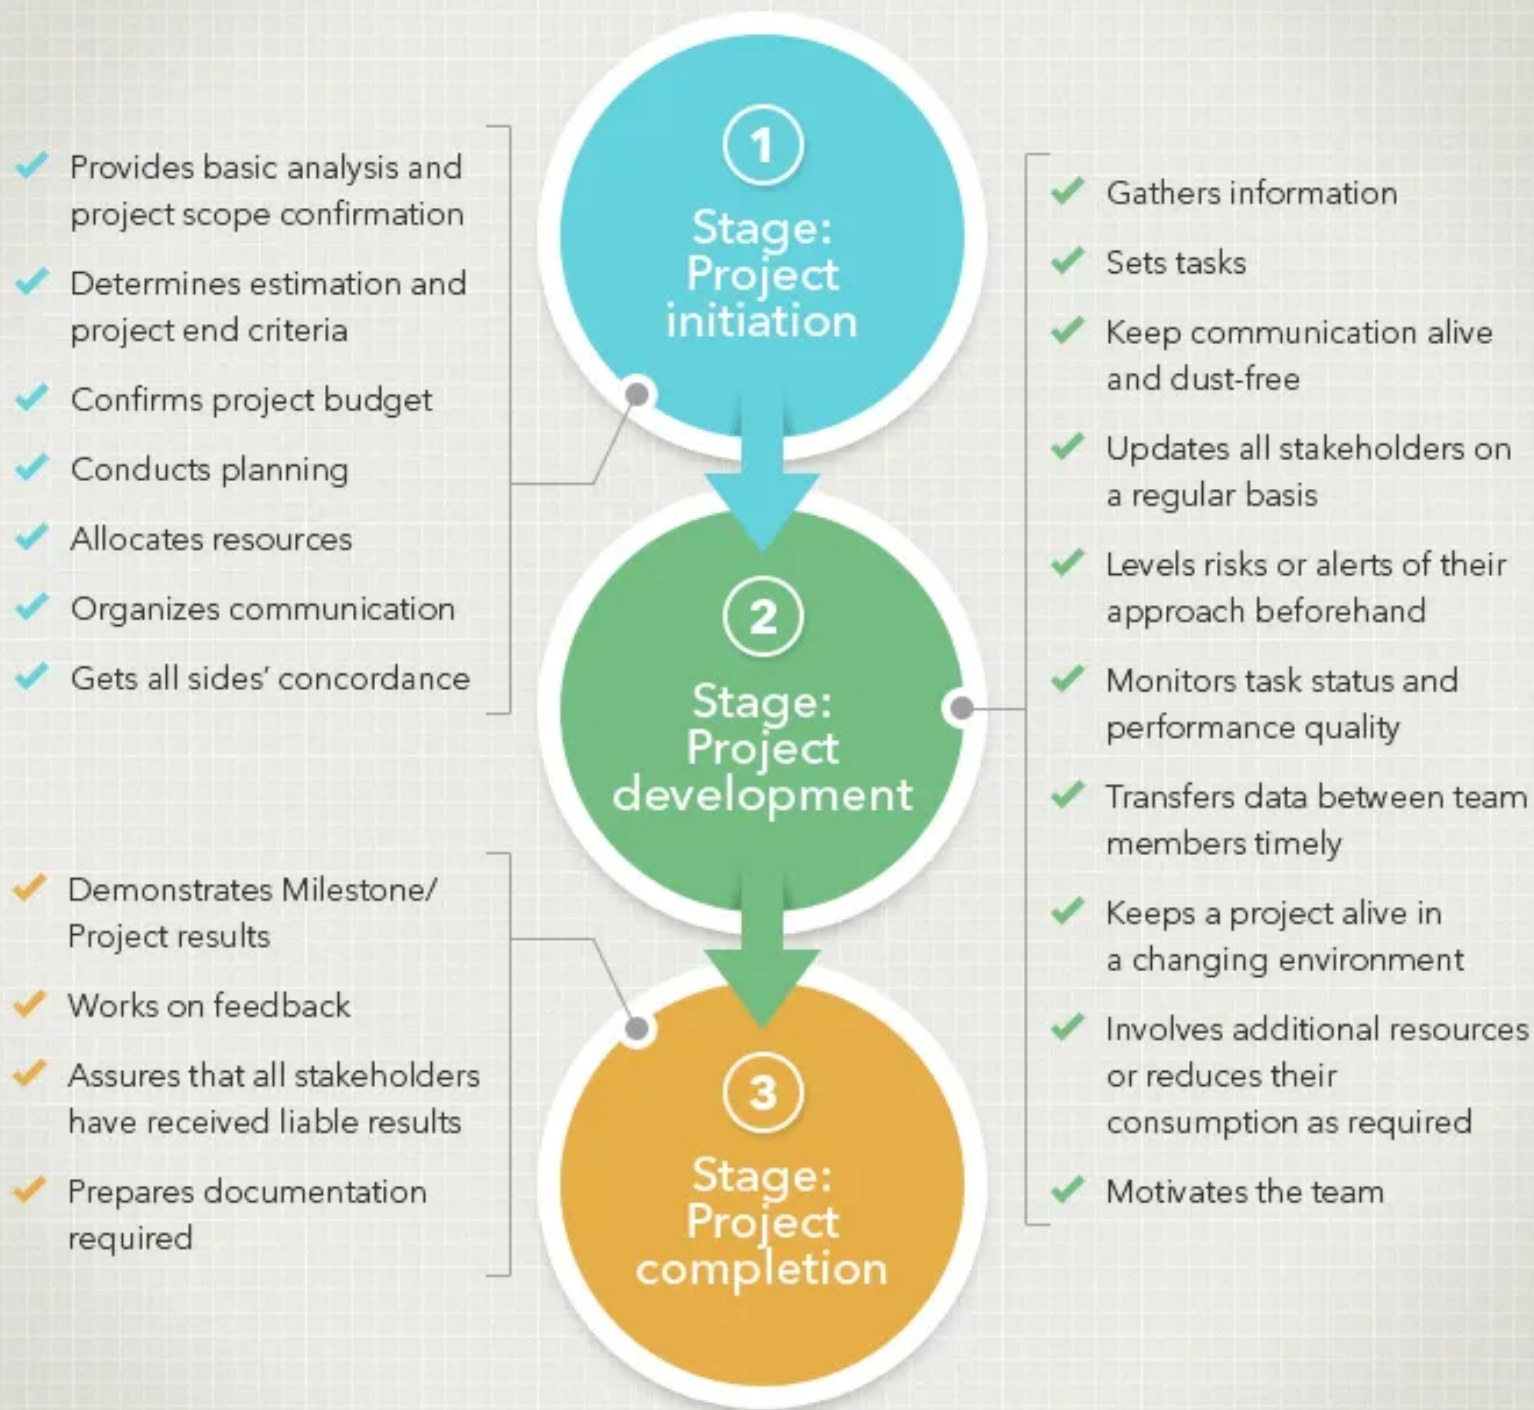 1
Stage:
Project
initiation
Provides basic analysis and
project scope confirmation
Determines estimation and
project end criteria
Confirms project budget
Conducts planning
Allocates resources
Organizes communication
Gets all sides’ concordance
2
Stage:
Project
development
Gathers information
Sets tasks
Keep communication alive
and dust-free
Updates all stakeholders on
a regular basis
Levels risks or alerts of their
approach beforehand
Monitors task status and
performance quality
Transfers data between team
members timely
Keeps a project alive in
a changing environment
Involves additional resources
or reduces their
consumption as required
Motivates the team
3
Stage:
Project
completion
Demonstrates Milestone/
Project results
Works on feedback
Assures that all stakeholders
have received liable results
Prepares documentation
required